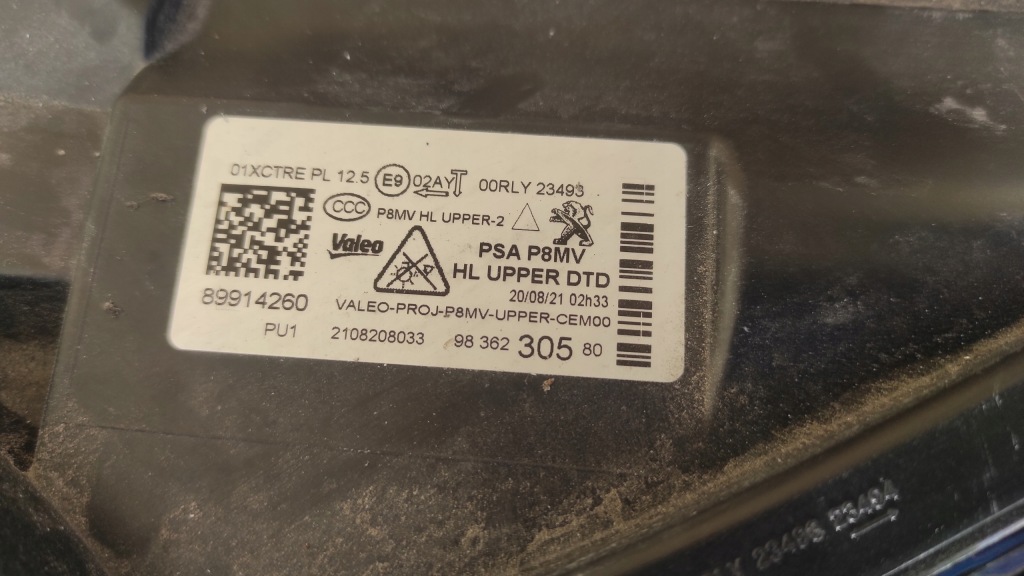 01XCTRE PL 12.5 E9 02AYT 00RLY 23493
CCC P8MV HL UPPER-2
Valeo PSA P8MV
HL UPPER DTD
20/08/21 02h33
89914260 VALEO-PROJ-P8MV-UPPER-CEM00
PU1 2108208033 98 362 305 80